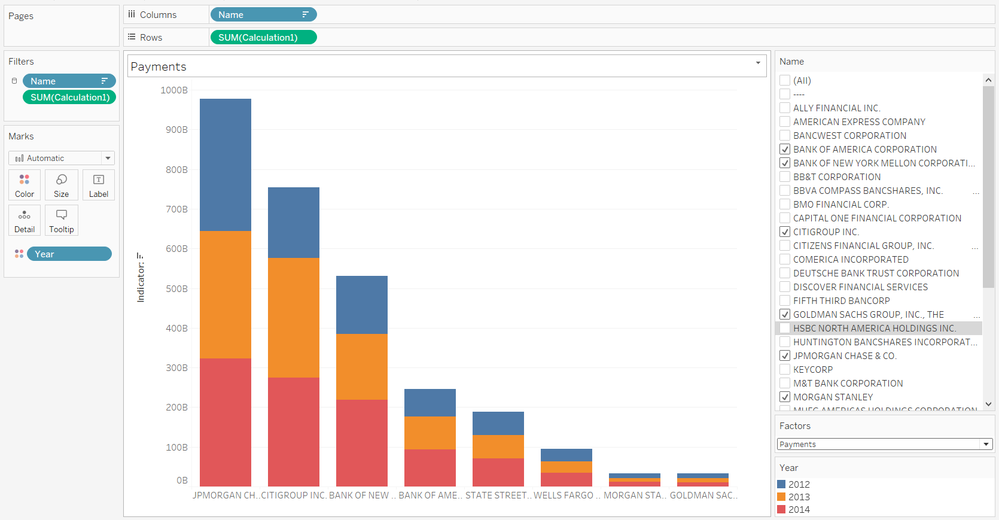 Pages
Columns
Name
Rows
SUM(Calculation1)
Filters
Name
SUM(Calculation1)
Marks
Automatic
Color
Size
Label
Detail
Tooltip
Year
Payments
1000B
900B
800B
700B
600B
500B
400B
300B
200B
100B
0B
Indicator:
JPMORGAN CH..
CITIGROUP INC.
BANK OF NEW ..
BANK OF AME..
STATE STREET..
WELLS FARGO ..
MORGAN STA..
GOLDMAN SAC..
Name
(All)
----
ALLY FINANCIAL INC.
AMERICAN EXPRESS COMPANY
BANCWEST CORPORATION
BANK OF AMERICA CORPORATION
BANK OF NEW YORK MELLON CORPORATI...
BB&T CORPORATION
BBVA COMPASS BANCSHARES, INC. ...
BMO FINANCIAL CORP.
CAPITAL ONE FINANCIAL CORPORATION
CITIGROUP INC.
CITIZENS FINANCIAL GROUP, INC. ...
COMERICA INCORPORATED
DEUTSCHE BANK TRUST CORPORATION
DISCOVER FINANCIAL SERVICES
FIFTH THIRD BANCORP
GOLDMAN SACHS GROUP, INC., THE ...
HSBC NORTH AMERICA HOLDINGS INC.
HUNTINGTON BANCSHARES INCORPORAT...
JPMORGAN CHASE & CO.
KEYCORP
M&T BANK CORPORATION
MORGAN STANLEY
MUFG AMERICAS HOLDINGS CORPORATION
Factors
Payments
Year
2012
2013
2014